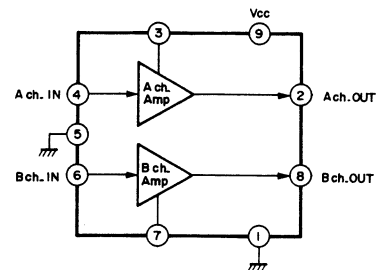 Vcc
3
9
A ch. IN
4
A ch.
Amp
2
A ch. OUT
5
B ch. IN
6
B ch.
Amp
8
B ch. OUT
7
1